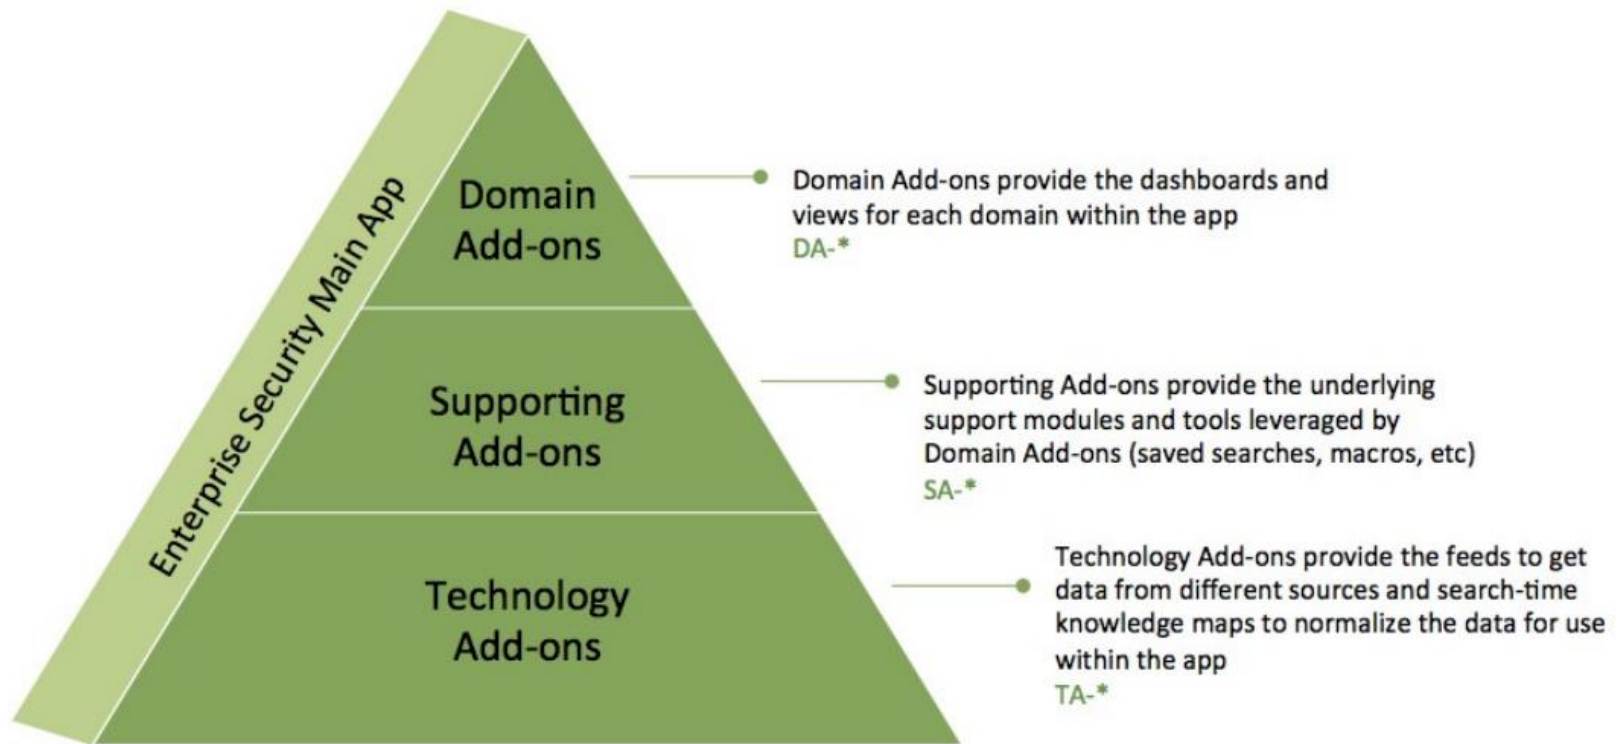 Enterprise Security Main App
Domain
Add-ons
Domain Add-ons provide the dashboards and
views for each domain within the app
DA-*
Supporting
Add-ons
Supporting Add-ons provide the underlying
support modules and tools leveraged by
Domain Add-ons (saved searches, macros, etc)
SA-*
Technology
Add-ons
Technology Add-ons provide the feeds to get
data from different sources and search-time
knowledge maps to normalize the data for use
within the app
TA-*